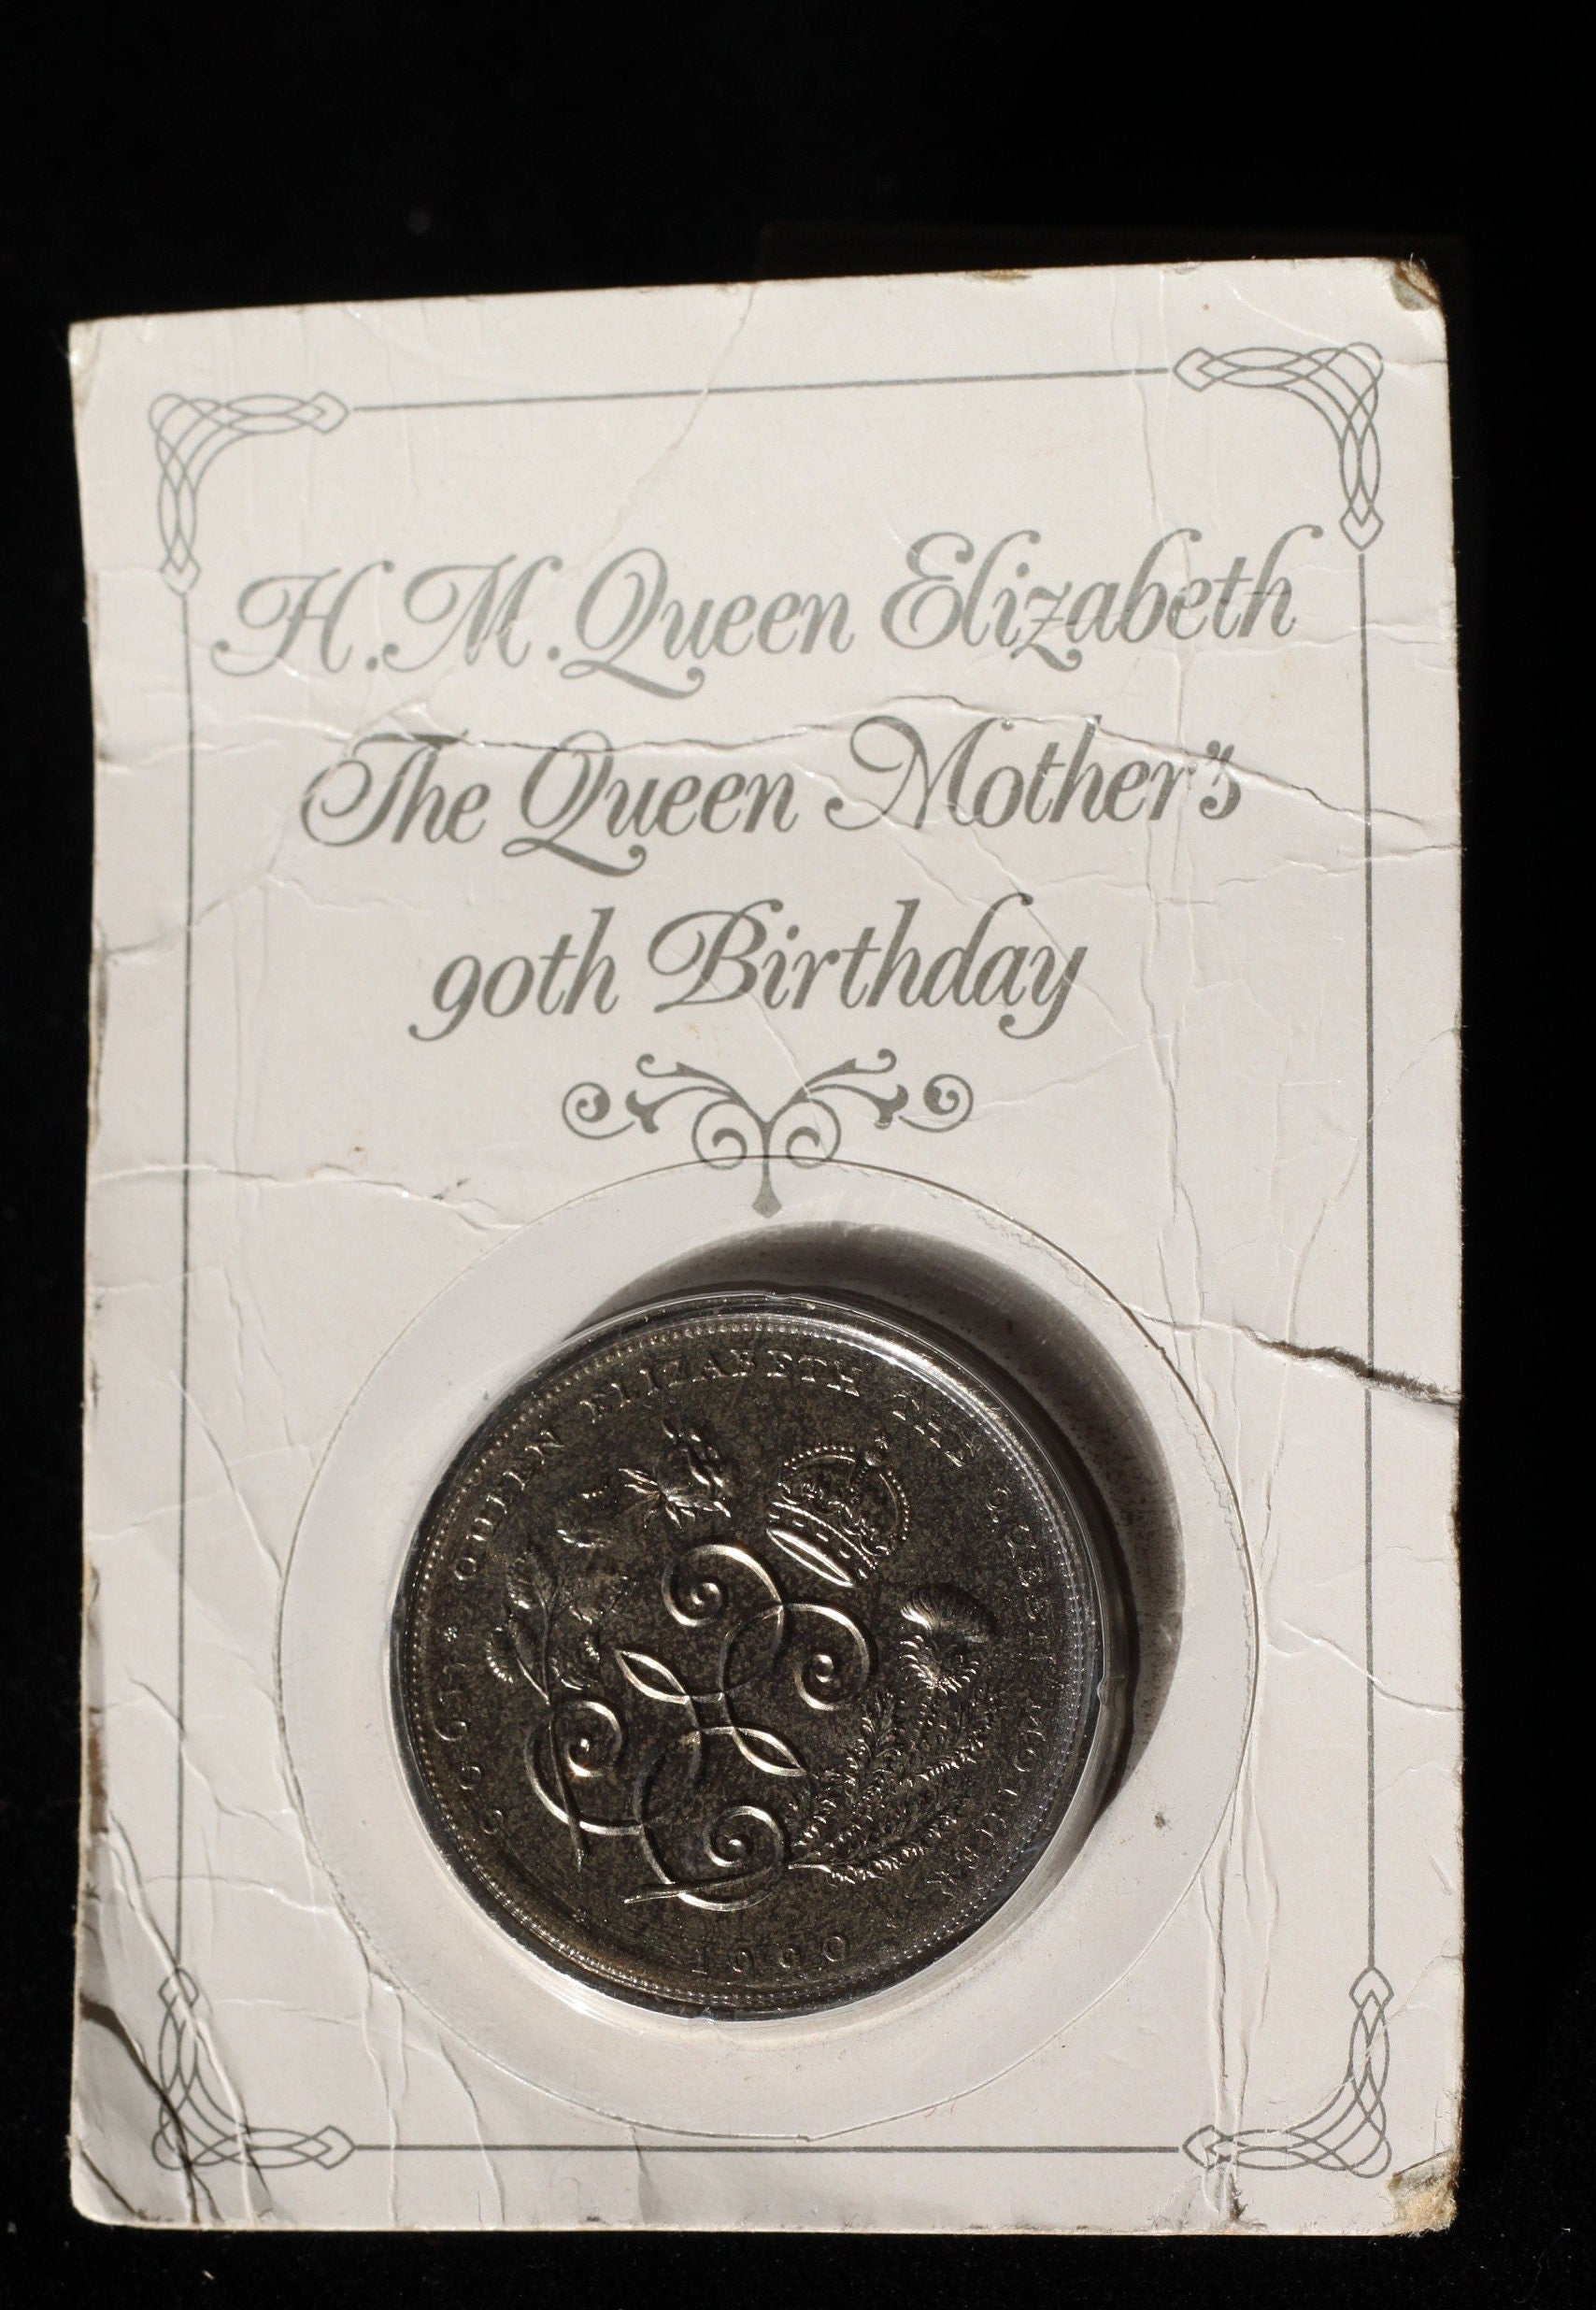 H.M. Queen Elizabeth
The Queen Mother's
90th Birthday
QUEEN ELIZABETH THE QUEEN MOTHER
1990